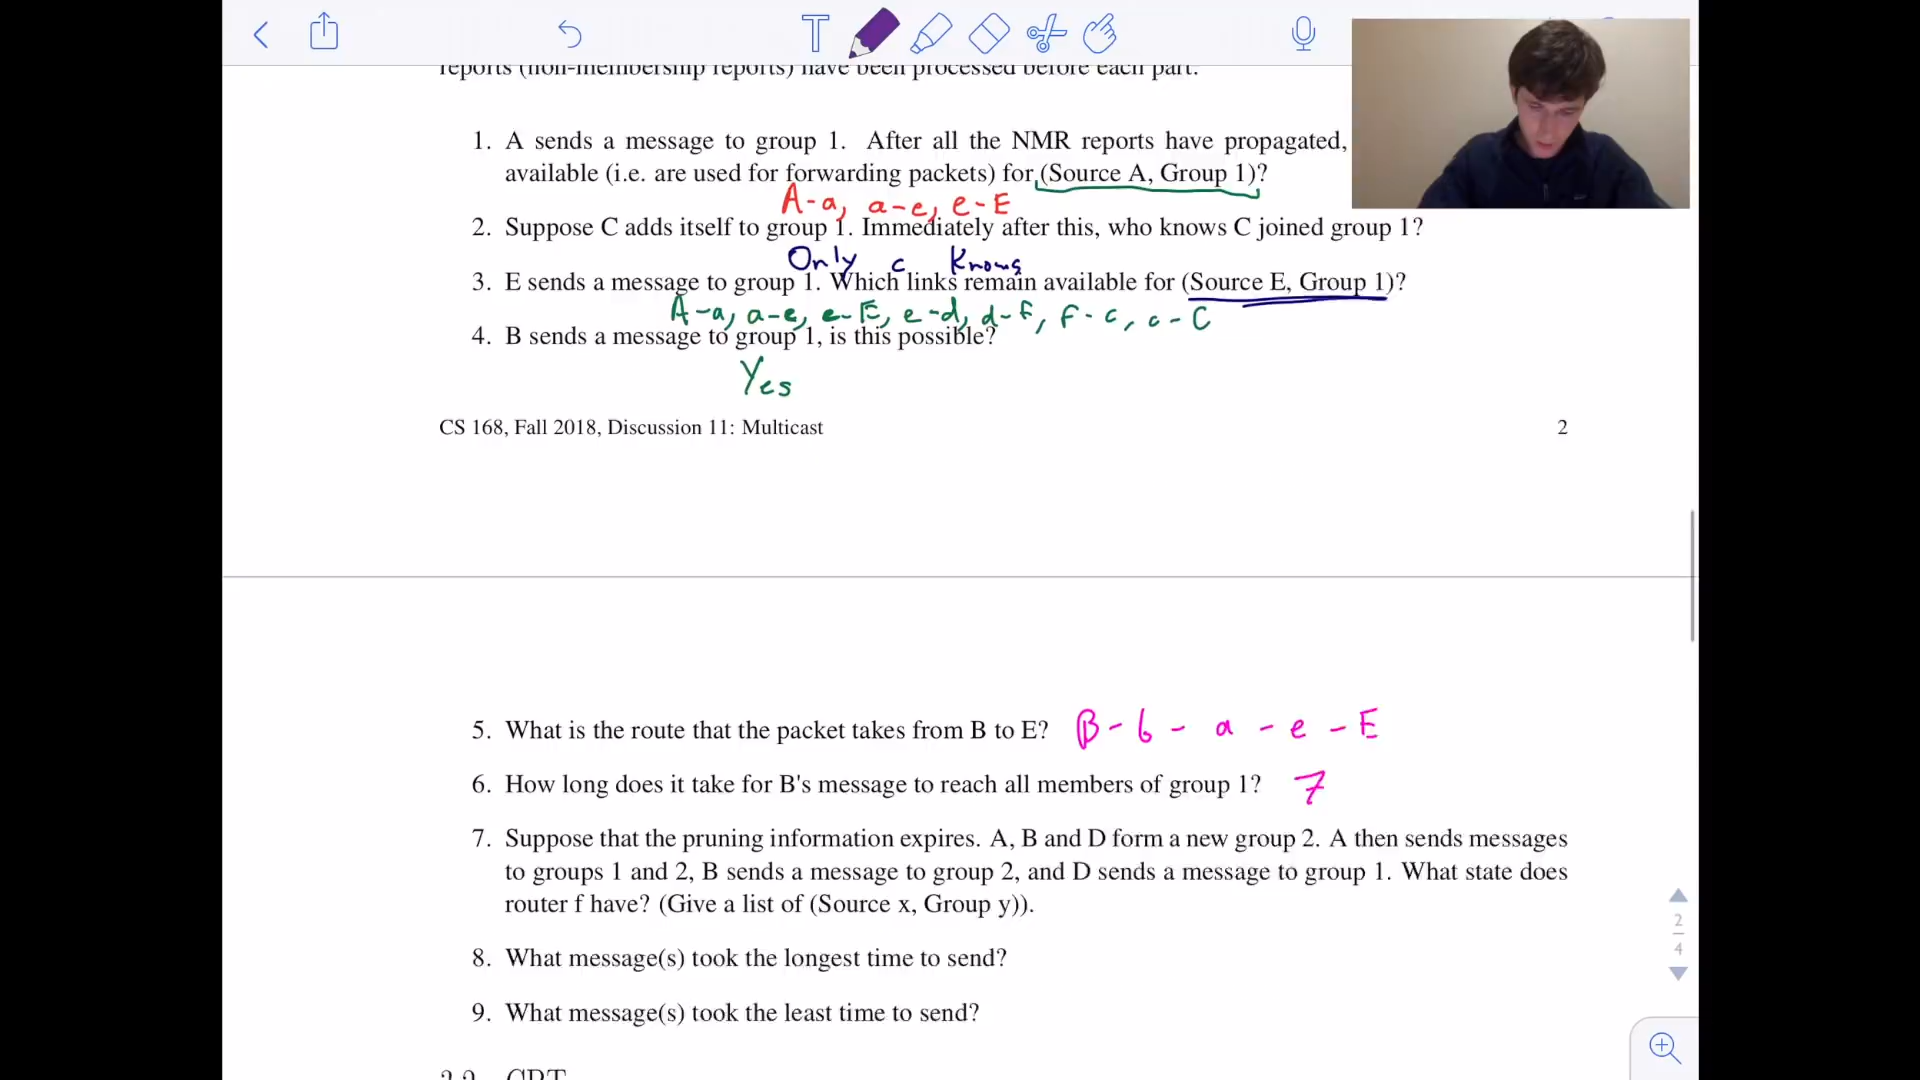 reports (non-membership reports) have been processed before each part.
1. A sends a message to group 1. After all the NMR reports have propagated,
available (i.e. are used for forwarding packets) for (Source A, Group 1)?
A-a, a-e, e-E
2. Suppose C adds itself to group 1. Immediately after this, who knows C joined group 1?
Only c Knows
3. E sends a message to group 1. Which links remain available for (Source E, Group 1)?
A-a, a-e, e-E, e-d, d-f, f-c, c-C
4. B sends a message to group 1, is this possible?
Yes
CS 168, Fall 2018, Discussion 11: Multicast 2
5. What is the route that the packet takes from B to E? B-b-a-e-E
6. How long does it take for B's message to reach all members of group 1? 7
7. Suppose that the pruning information expires. A, B and D form a new group 2. A then sends messages
to groups 1 and 2, B sends a message to group 2, and D sends a message to group 1. What state does
router f have? (Give a list of (Source x, Group y)).
2
4
8. What message(s) took the longest time to send?
9. What message(s) took the least time to send?